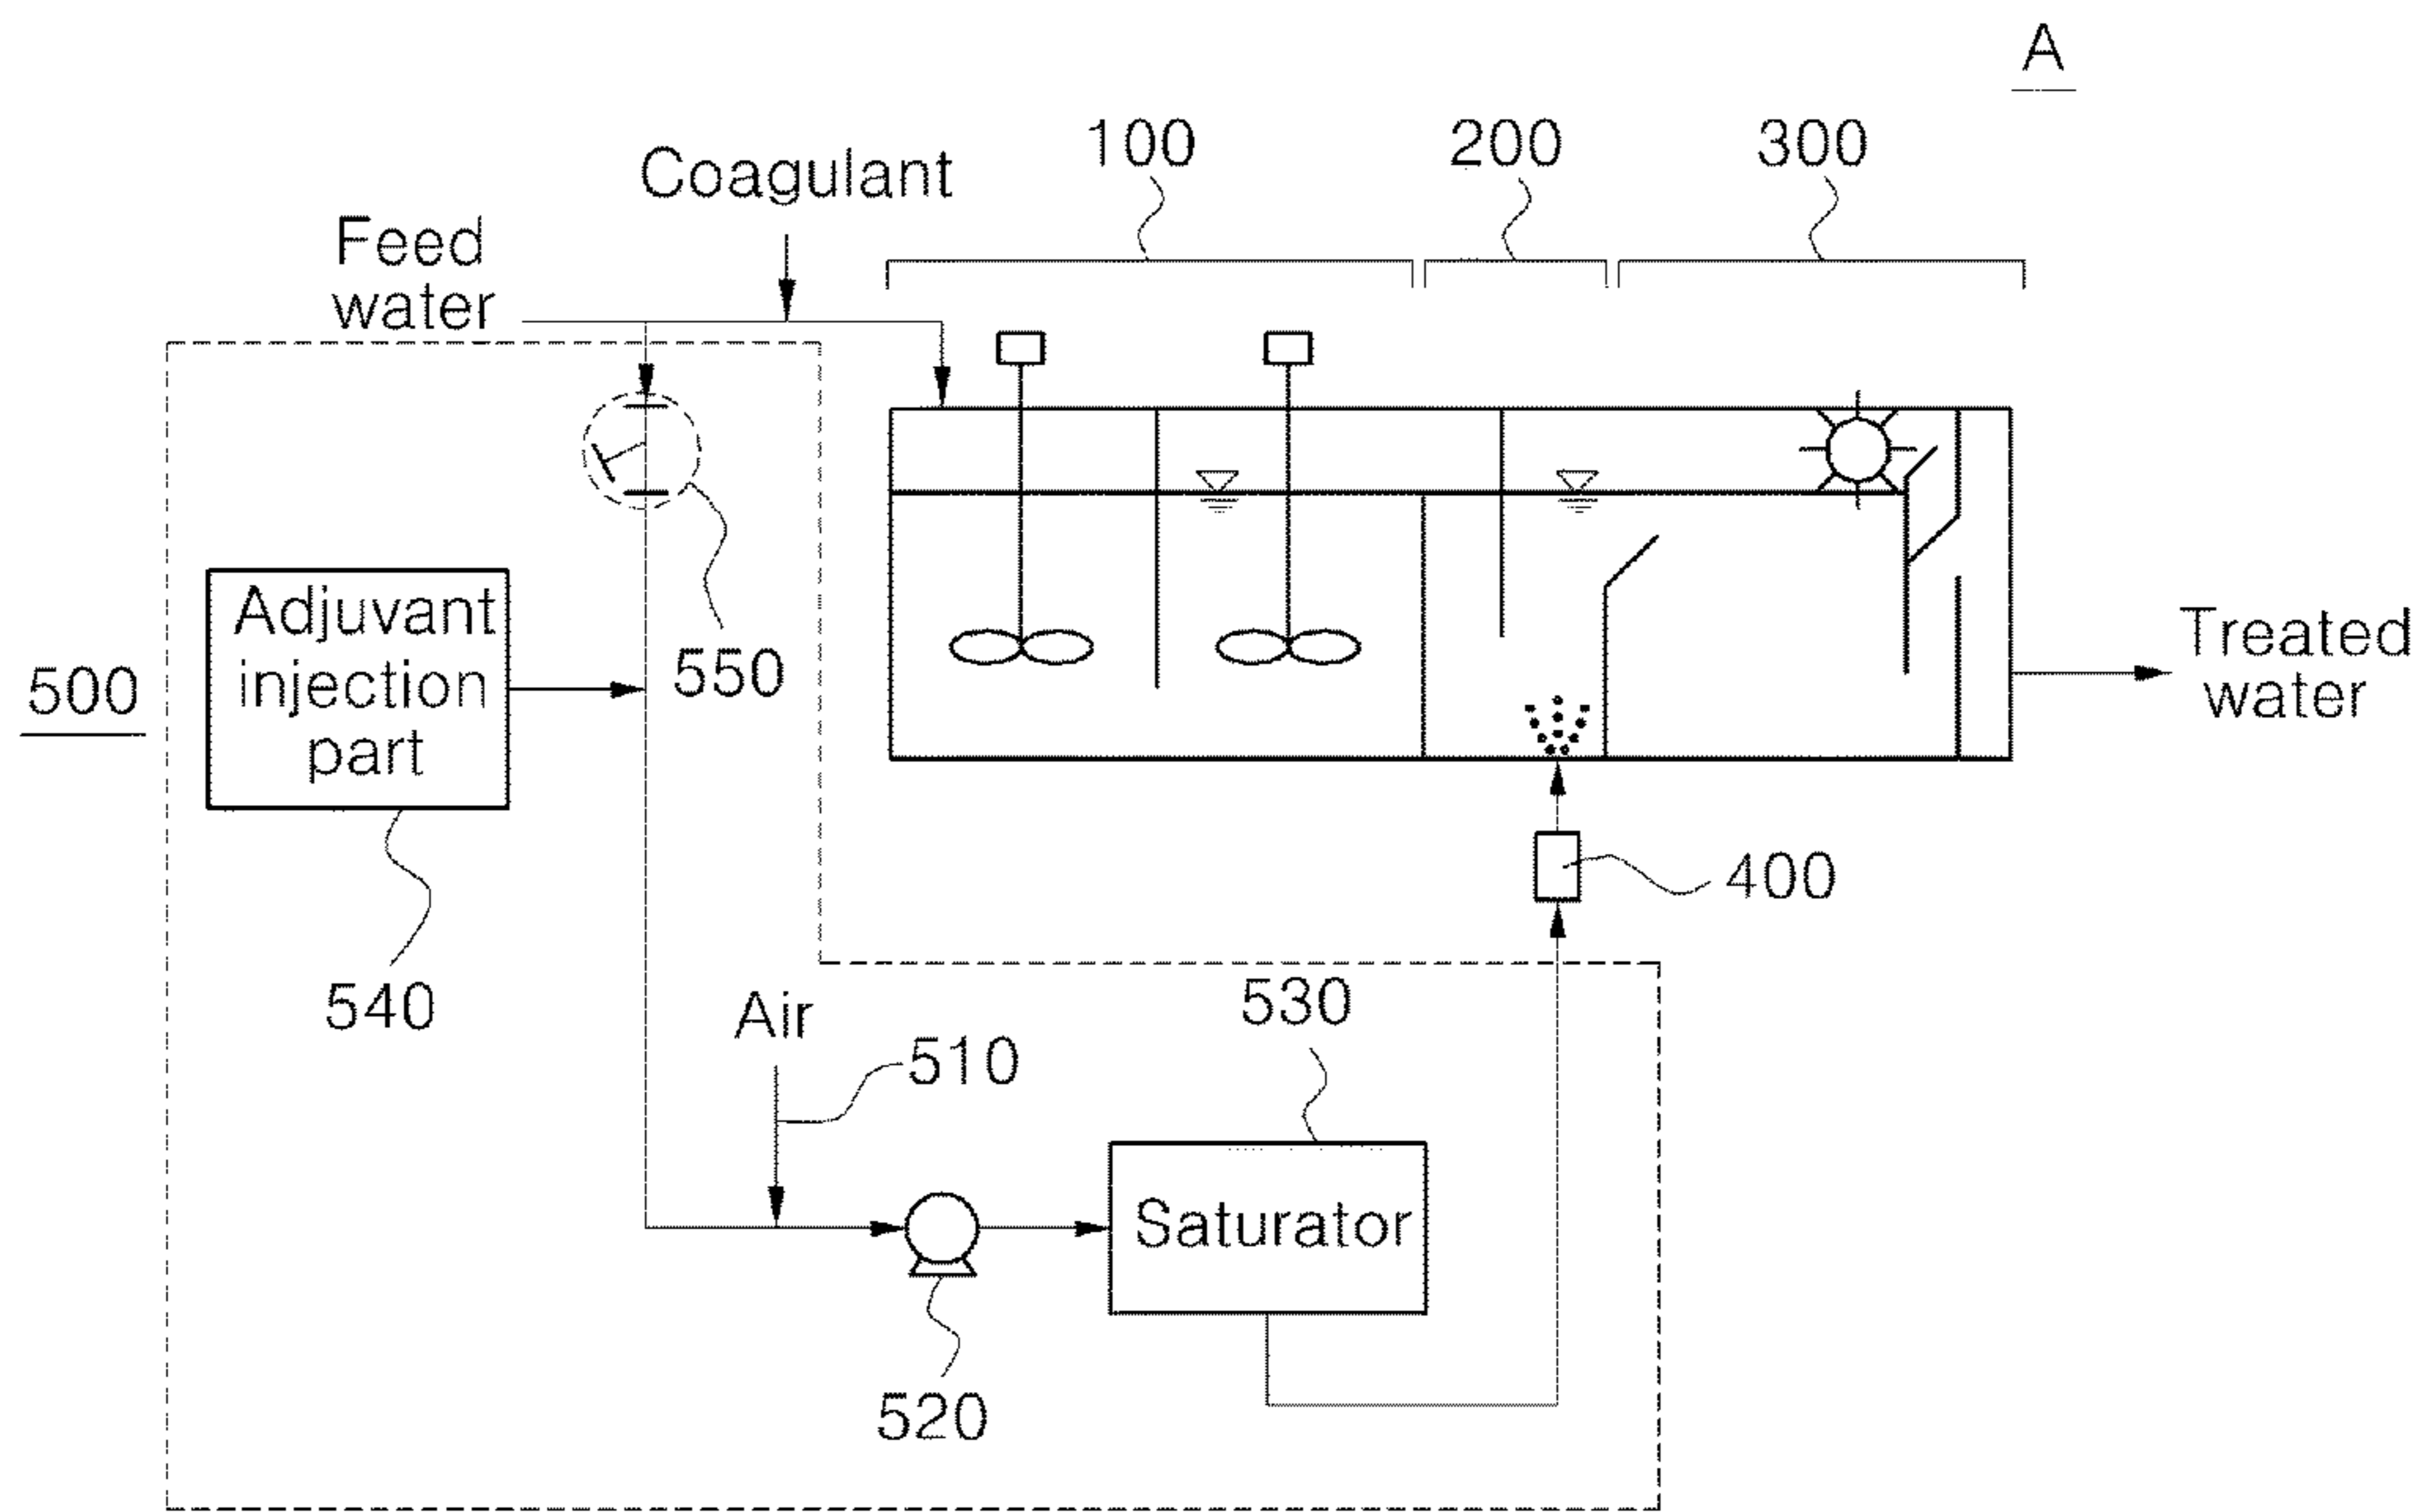 A
100
200
300
Coagulant
Feed
water
Adjuvant
injection
part
550
500
Treated
water
400
540
Air
510
530
Saturator
520